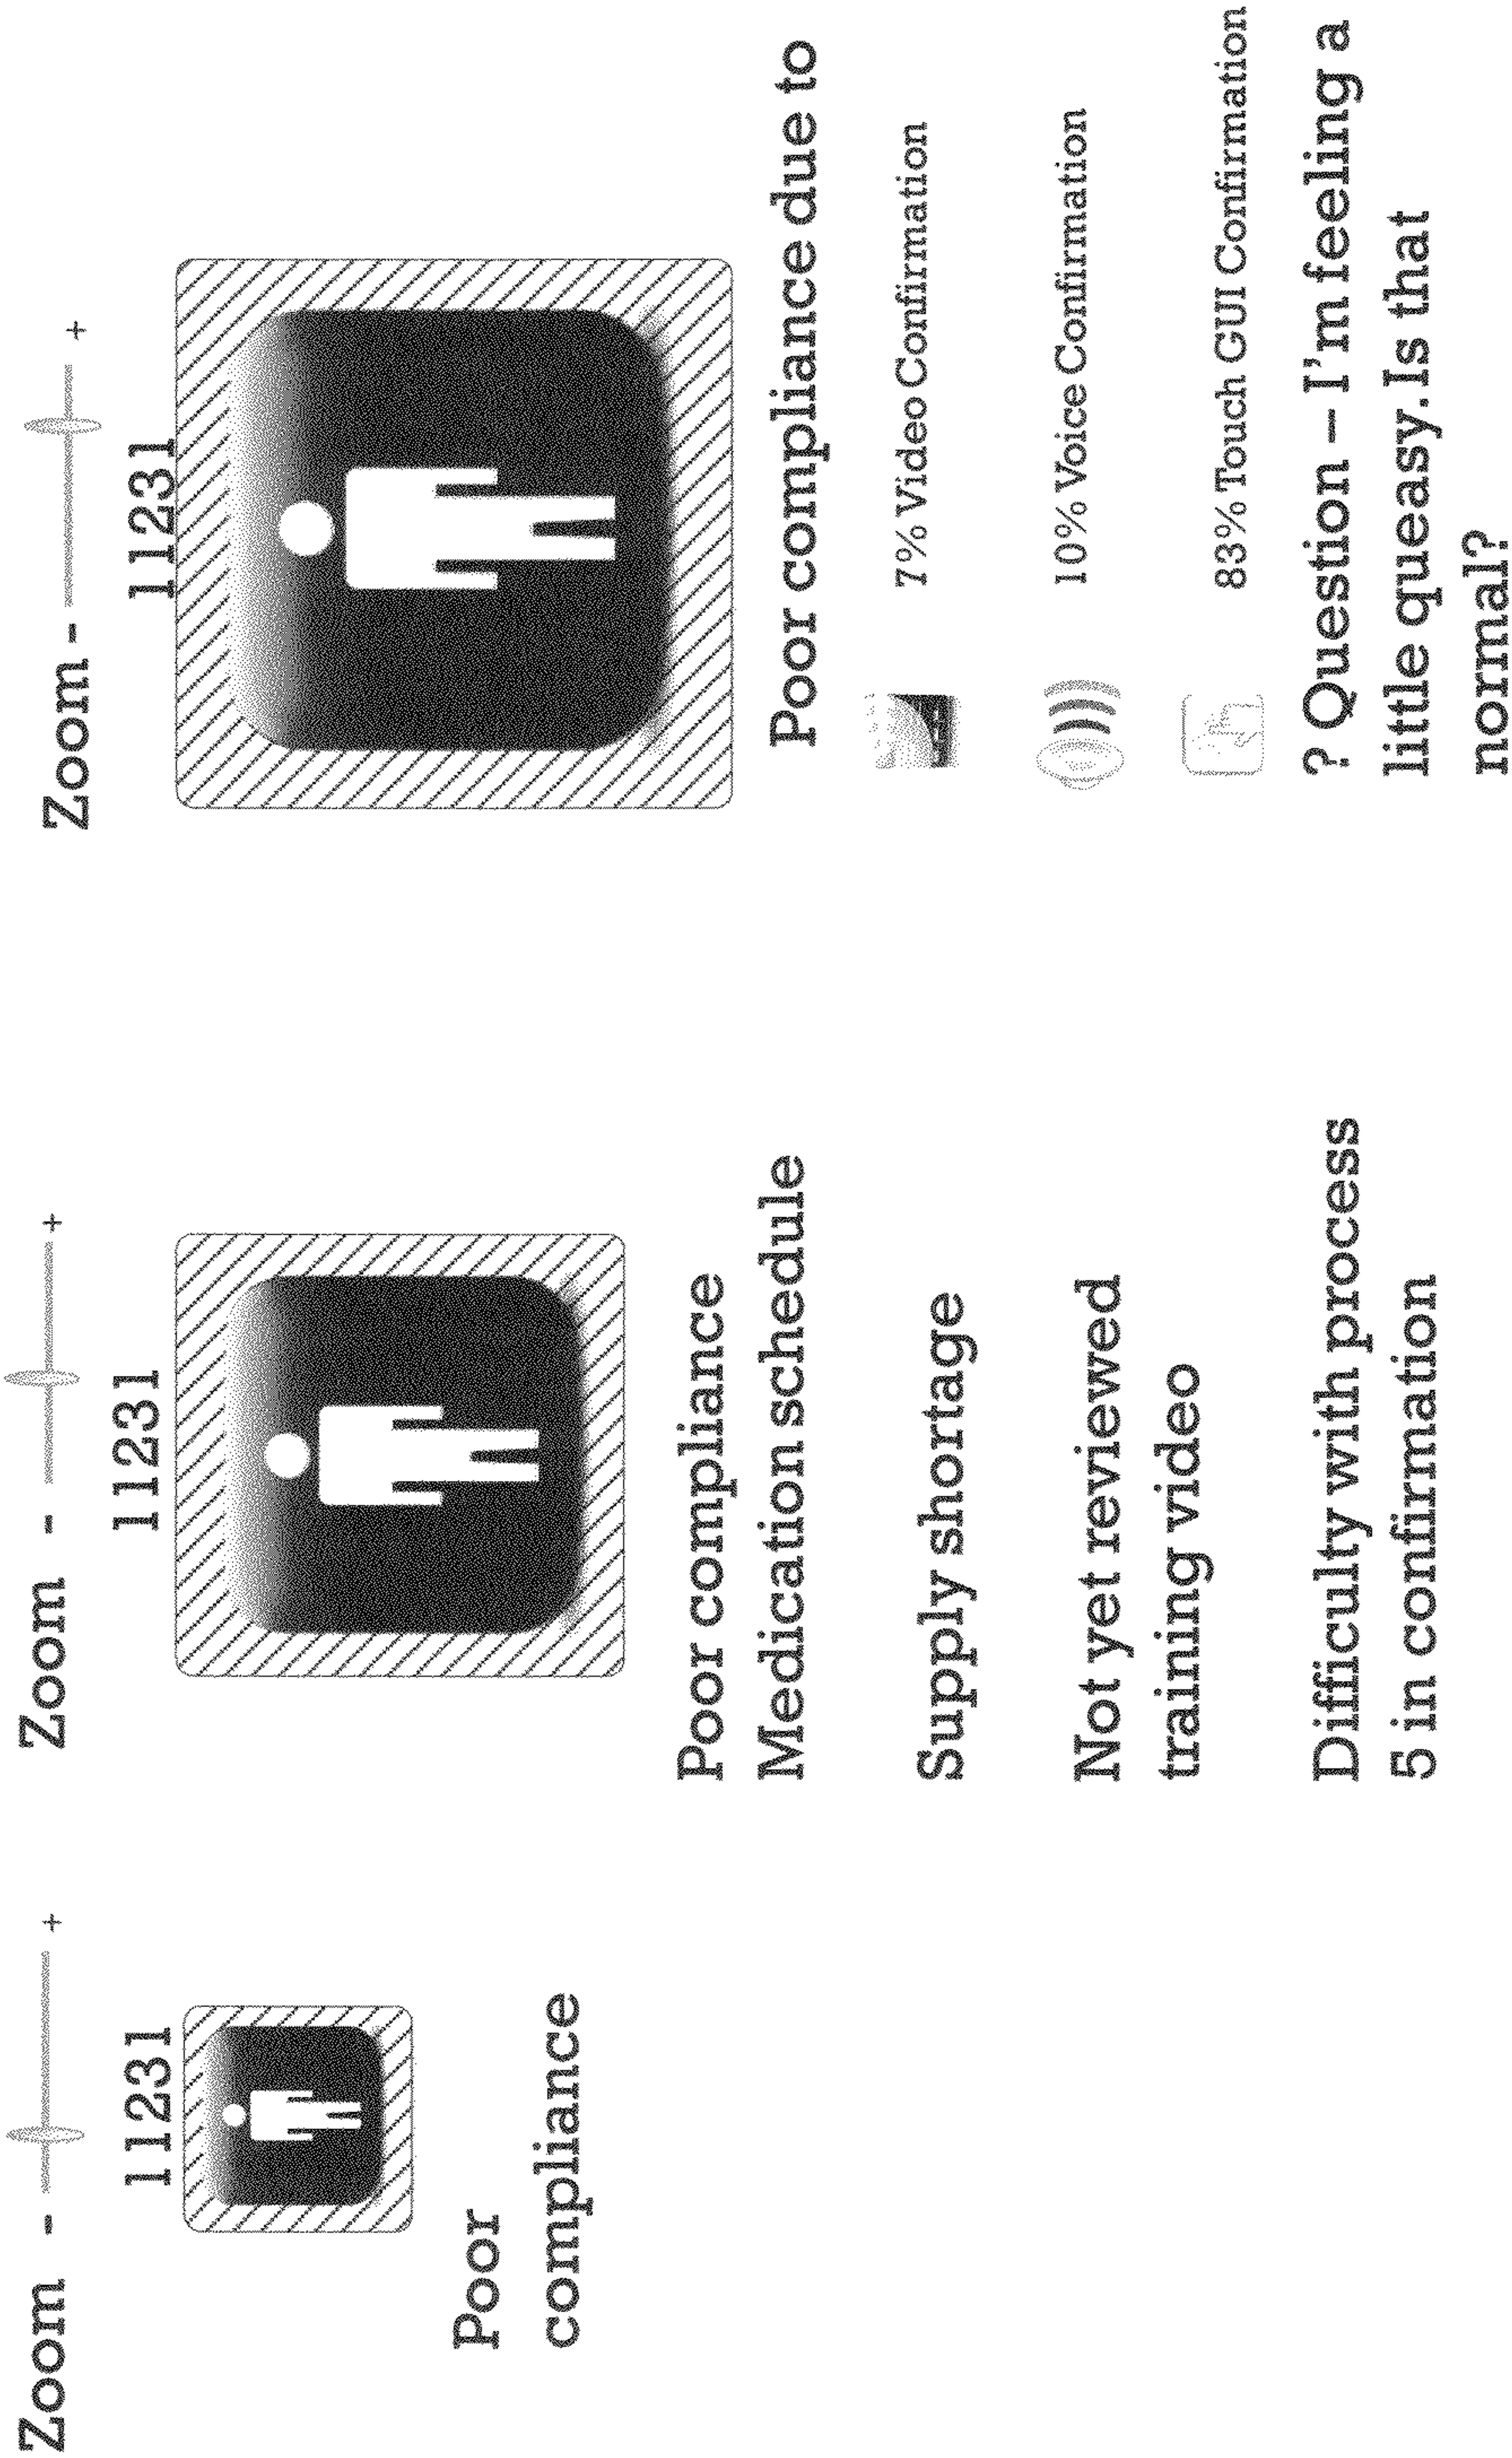 Zoom - +
11231
Poor
compliance
Zoom - +
11231
Poor compliance
Medication schedule
Supply shortage
Not yet reviewed
training video
Difficulty with process
5 in confirmation
Zoom - +
11231
Poor compliance due to
7% Video Confirmation
10% Voice Confirmation
83% Touch GUI Confirmation
? Question – I'm feeling a
little queasy. Is that
normal?